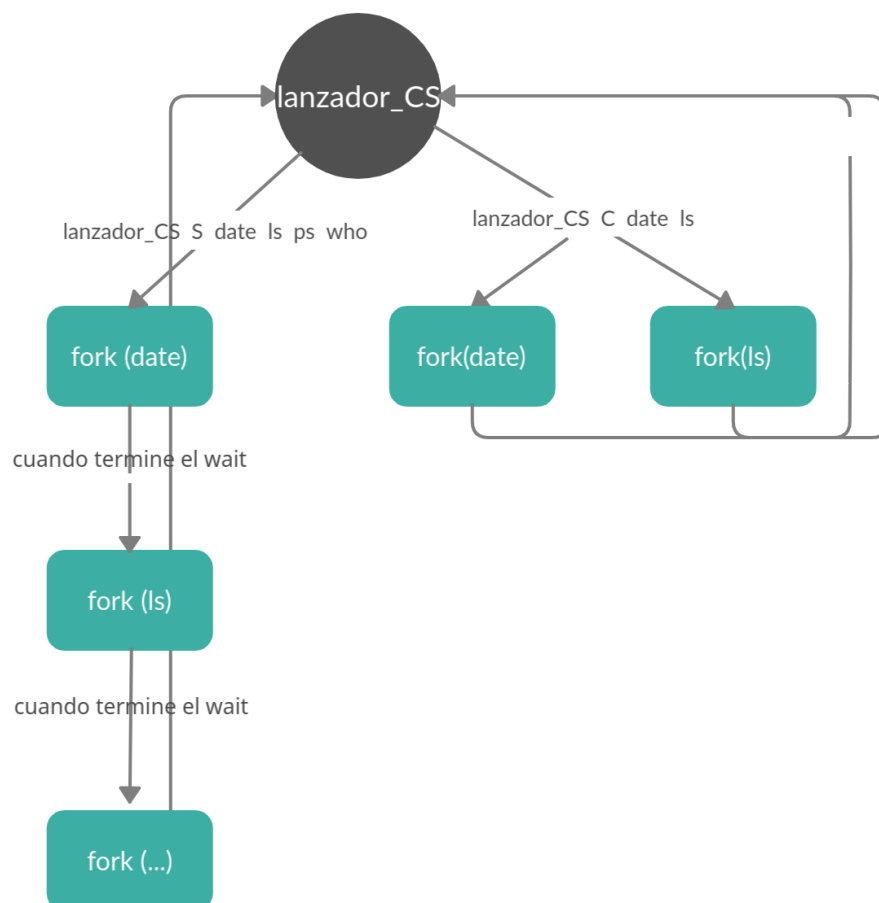 lanzador_CS
lanzador_CS S date ls ps who
lanzador_CS C date ls
fork (date)
fork(date)
fork(ls)
cuando termine el wait
fork (ls)
cuando termine el wait
fork (...)